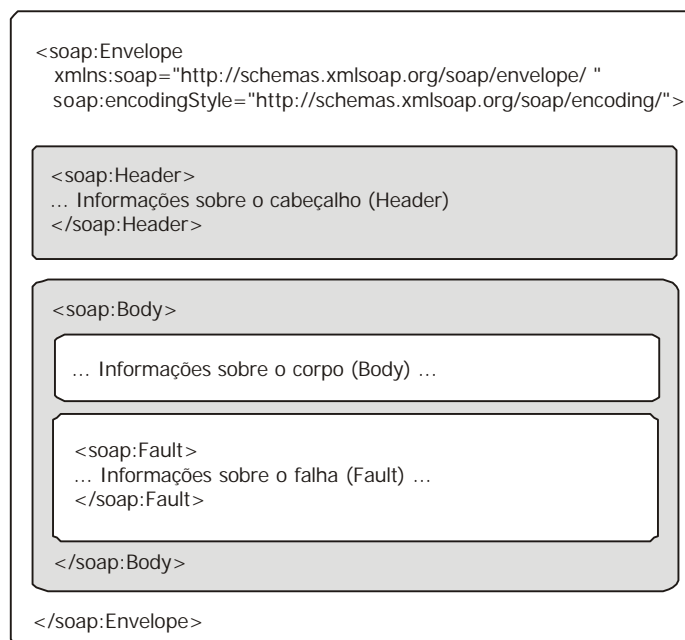 <soap:Envelope
xmlns:soap="http://schemas.xmlsoap.org/soap/envelope/ "
soap:encodingStyle="http://schemas.xmlsoap.org/soap/encoding/">
<soap:Header>
... Informações sobre o cabeçalho (Header)
</soap:Header>
<soap:Body>
... Informações sobre o corpo (Body) ...
<soap:Fault>
... Informações sobre o falha (Fault) ...
</soap:Fault>
</soap:Body>
</soap:Envelope>